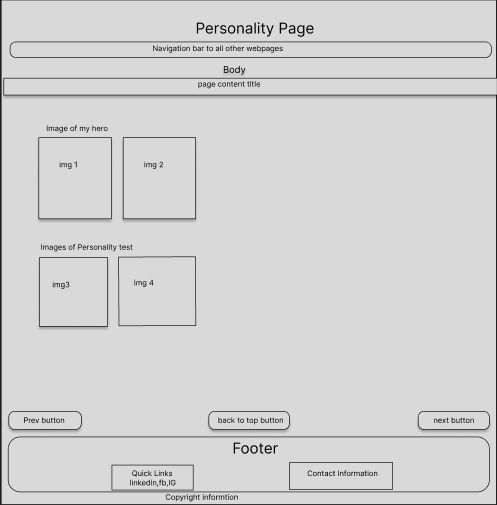 Personality Page
Navigation bar to all other webpages
Body
page content title
Image of my hero
img 1
img 2
Images of Personality test
img3
img 4
Prev button
back to top button
next button
Footer
Quick Links
linkedin,fb,IG
Contact Information
Copyright informtion